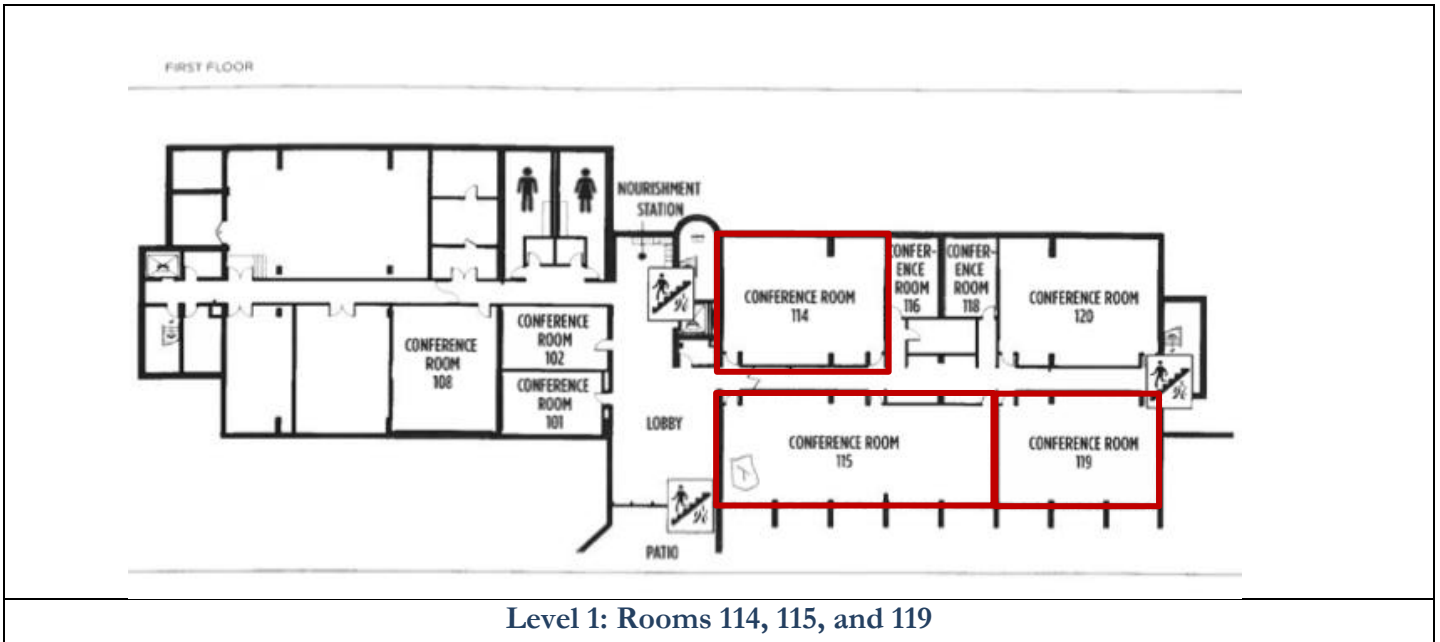 FIRST FLOOR
NOURISHMENT
STATION
CONFERENCE ROOM
114
CONFER-
ENCE
ROOM
116
CONFER-
ENCE
ROOM
118
CONFERENCE ROOM
120
CONFERENCE
ROOM
102
CONFERENCE
ROOM
108
CONFERENCE
ROOM
101
LOBBY
CONFERENCE ROOM
115
CONFERENCE ROOM
119
PATIO
Level 1: Rooms 114, 115, and 119